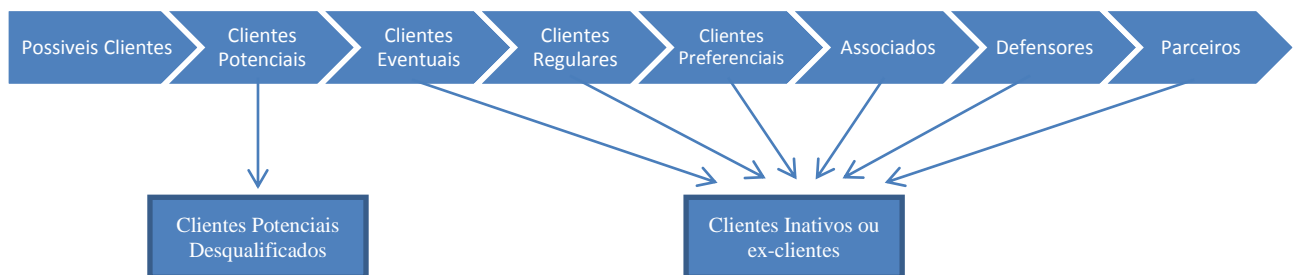 Possiveis Clientes
Clientes
Potenciais
Clientes
Eventuais
Clientes
Regulares
Clientes
Preferenciais
Associados
Defensores
Parceiros
Clientes Potenciais
Desqualificados
Clientes Inativos ou
ex-clientes